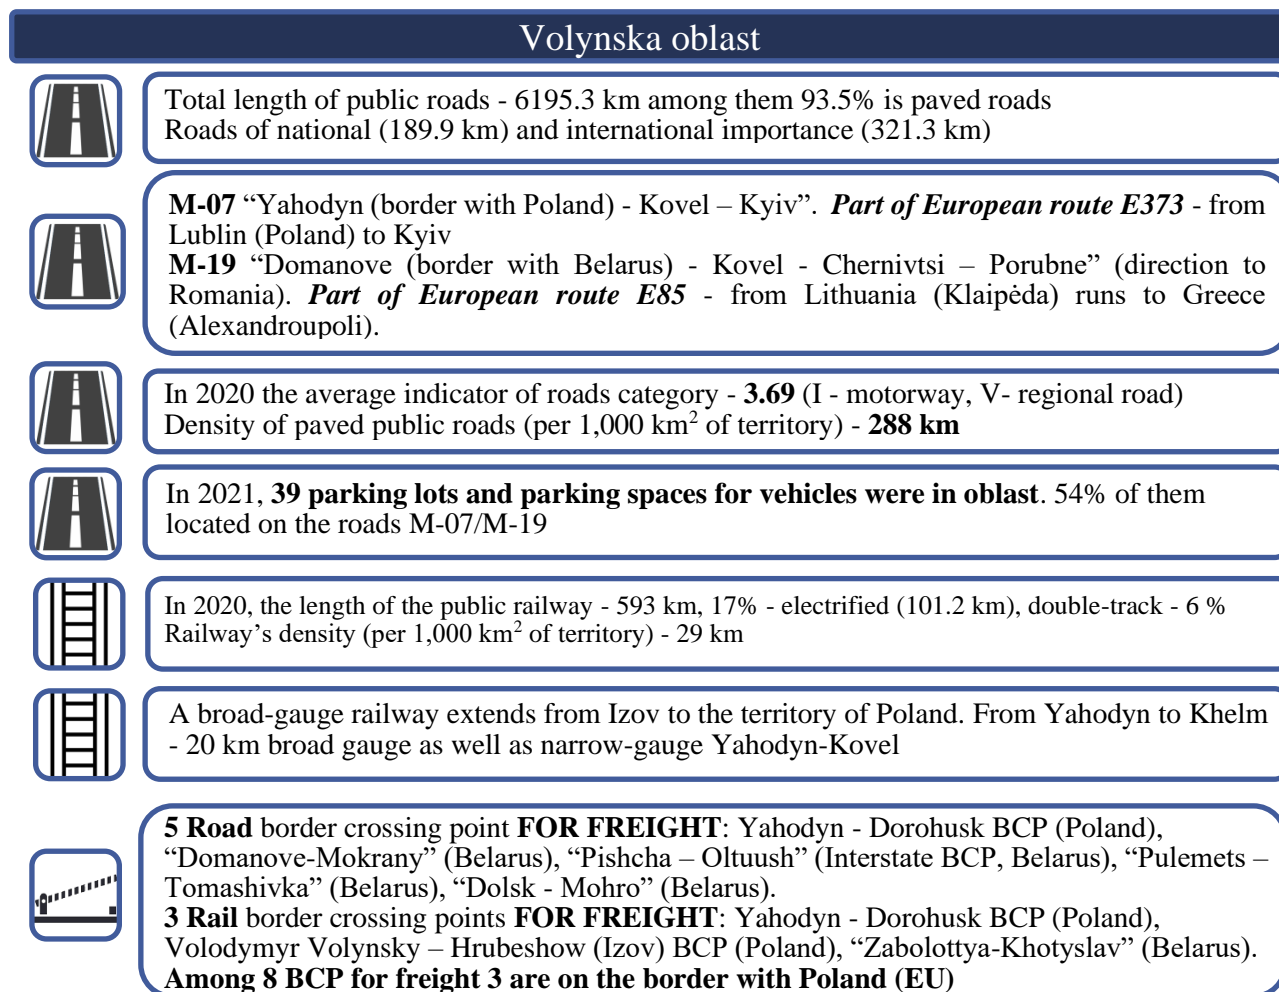 Volynska oblast
Total length of public roads - 6195.3 km among them 93.5% is paved roads
Roads of national (189.9 km) and international importance (321.3 km)
M-07 “Yahodyn (border with Poland) - Kovel – Kyiv”. Part of European route E373 - from
Lublin (Poland) to Kyiv
M-19 “Domanove (border with Belarus) - Kovel - Chernivtsi – Porubne” (direction to
Romania). Part of European route E85 - from Lithuania (Klaipėda) runs to Greece
(Alexandroupoli).
In 2020 the average indicator of roads category - 3.69 (I - motorway, V- regional road)
Density of paved public roads (per 1,000 km² of territory) - 288 km
In 2021, 39 parking lots and parking spaces for vehicles were in oblast. 54% of them
located on the roads M-07/M-19
In 2020, the length of the public railway - 593 km, 17% - electrified (101.2 km), double-track - 6 %
Railway’s density (per 1,000 km² of territory) - 29 km
A broad-gauge railway extends from Izov to the territory of Poland. From Yahodyn to Khelm
- 20 km broad gauge as well as narrow-gauge Yahodyn-Kovel
5 Road border crossing point FOR FREIGHT: Yahodyn - Dorohusk BCP (Poland),
“Domanove-Mokrany” (Belarus), “Pishcha – Oltuush” (Interstate BCP, Belarus), “Pulemets –
Tomashivka” (Belarus), “Dolsk - Mohro” (Belarus).
3 Rail border crossing points FOR FREIGHT: Yahodyn - Dorohusk BCP (Poland),
Volodymyr Volynsky – Hrubeshow (Izov) BCP (Poland), “Zabolottya-Khotyslav” (Belarus).
Among 8 BCP for freight 3 are on the border with Poland (EU)